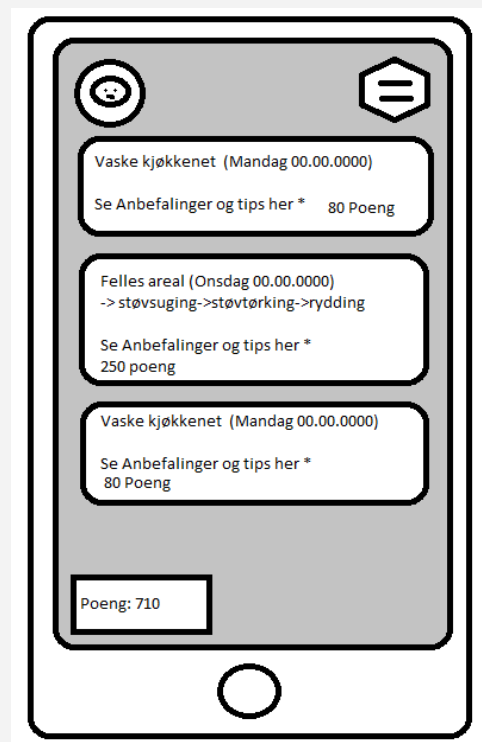 Vaske kjøkkenet (Mandag 00.00.0000)
Se Anbefalinger og tips her * 80 Poeng
Felles areal (Onsdag 00.00.0000)
-> støvsuging->støvtørking->rydding
Se Anbefalinger og tips her *
250 poeng
Vaske kjøkkenet (Mandag 00.00.0000)
Se Anbefalinger og tips her *
80 Poeng
Poeng: 710